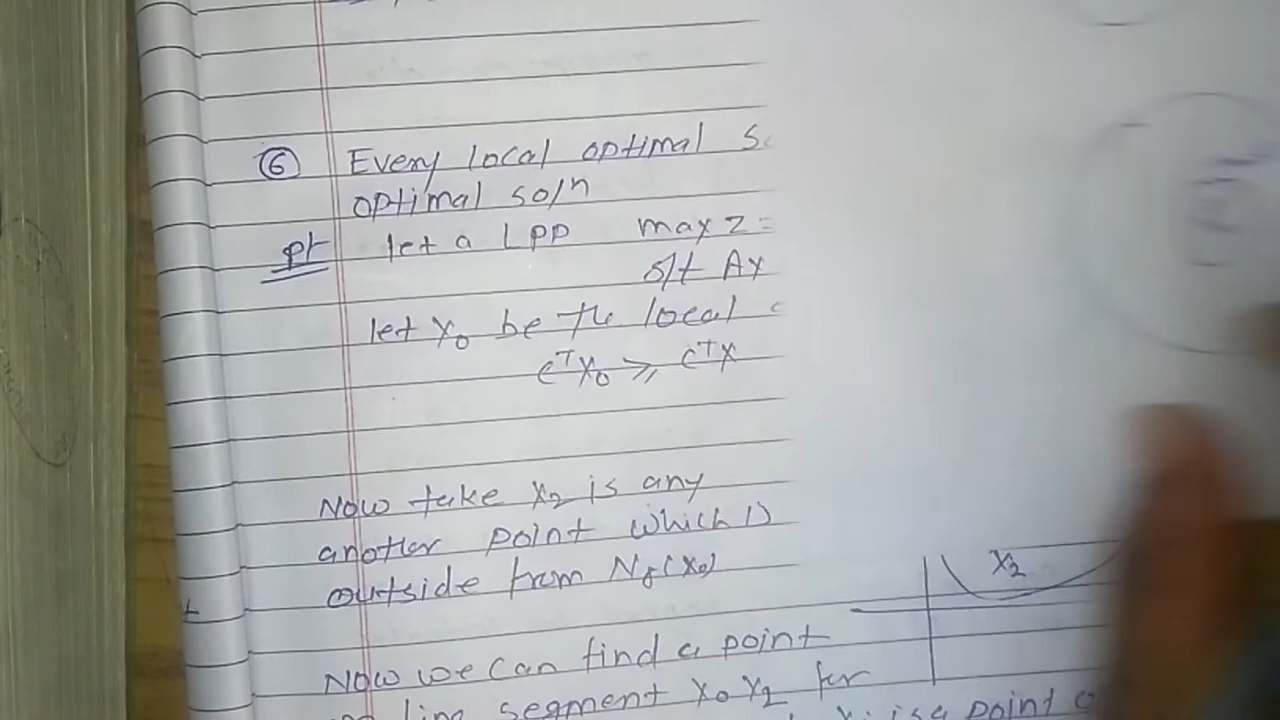 6 Every local optimal
optimal soln
pf let a LPP max Z =
s/t AX
let X₀ be the local
CᵀX₀ ≥ CᵀX
Now take X₂ is any
another point which is
outside from Nδ(X₀)
X₂
Now we can find a point
line segment X₀X₂ for
is a point